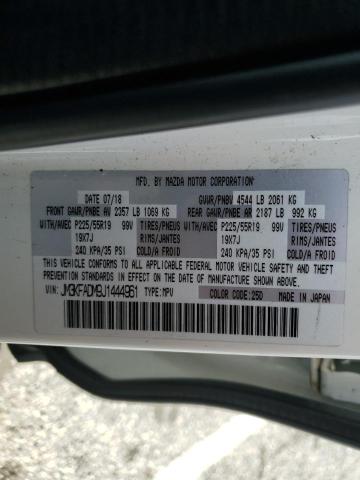 MFD. BY MAZDA MOTOR CORPORATION
DATE: 07/18 GVWR/PNBV 4544 LB 2061 KG
FRONT GAWR/PNBE AV 2357 LB 1069 KG REAR GAWR/PNBE AR 2187 LB 992 KG
WITH/AVEC P225/55R19 99V TIRES/PNEUS WITH/AVEC P225/55R19 99V TIRES/PNEUS
19X7J RIMS/JANTES 19X7J RIMS/JANTES
240 KPA/35 PSI COLD/A FROID 240 KPA/35 PSI COLD/A FROID
THIS VEHICLE CONFORMS TO ALL APPLICABLE FEDERAL MOTOR VEHICLE SAFETY AND
BUMPER STANDARDS IN EFFECT ON THE DATE OF MANUFACTURE SHOWN ABOVE.
VIN: JM3KFADM9J1444961 TYPE: MPV COLOR CODE:25D MADE IN JAPAN